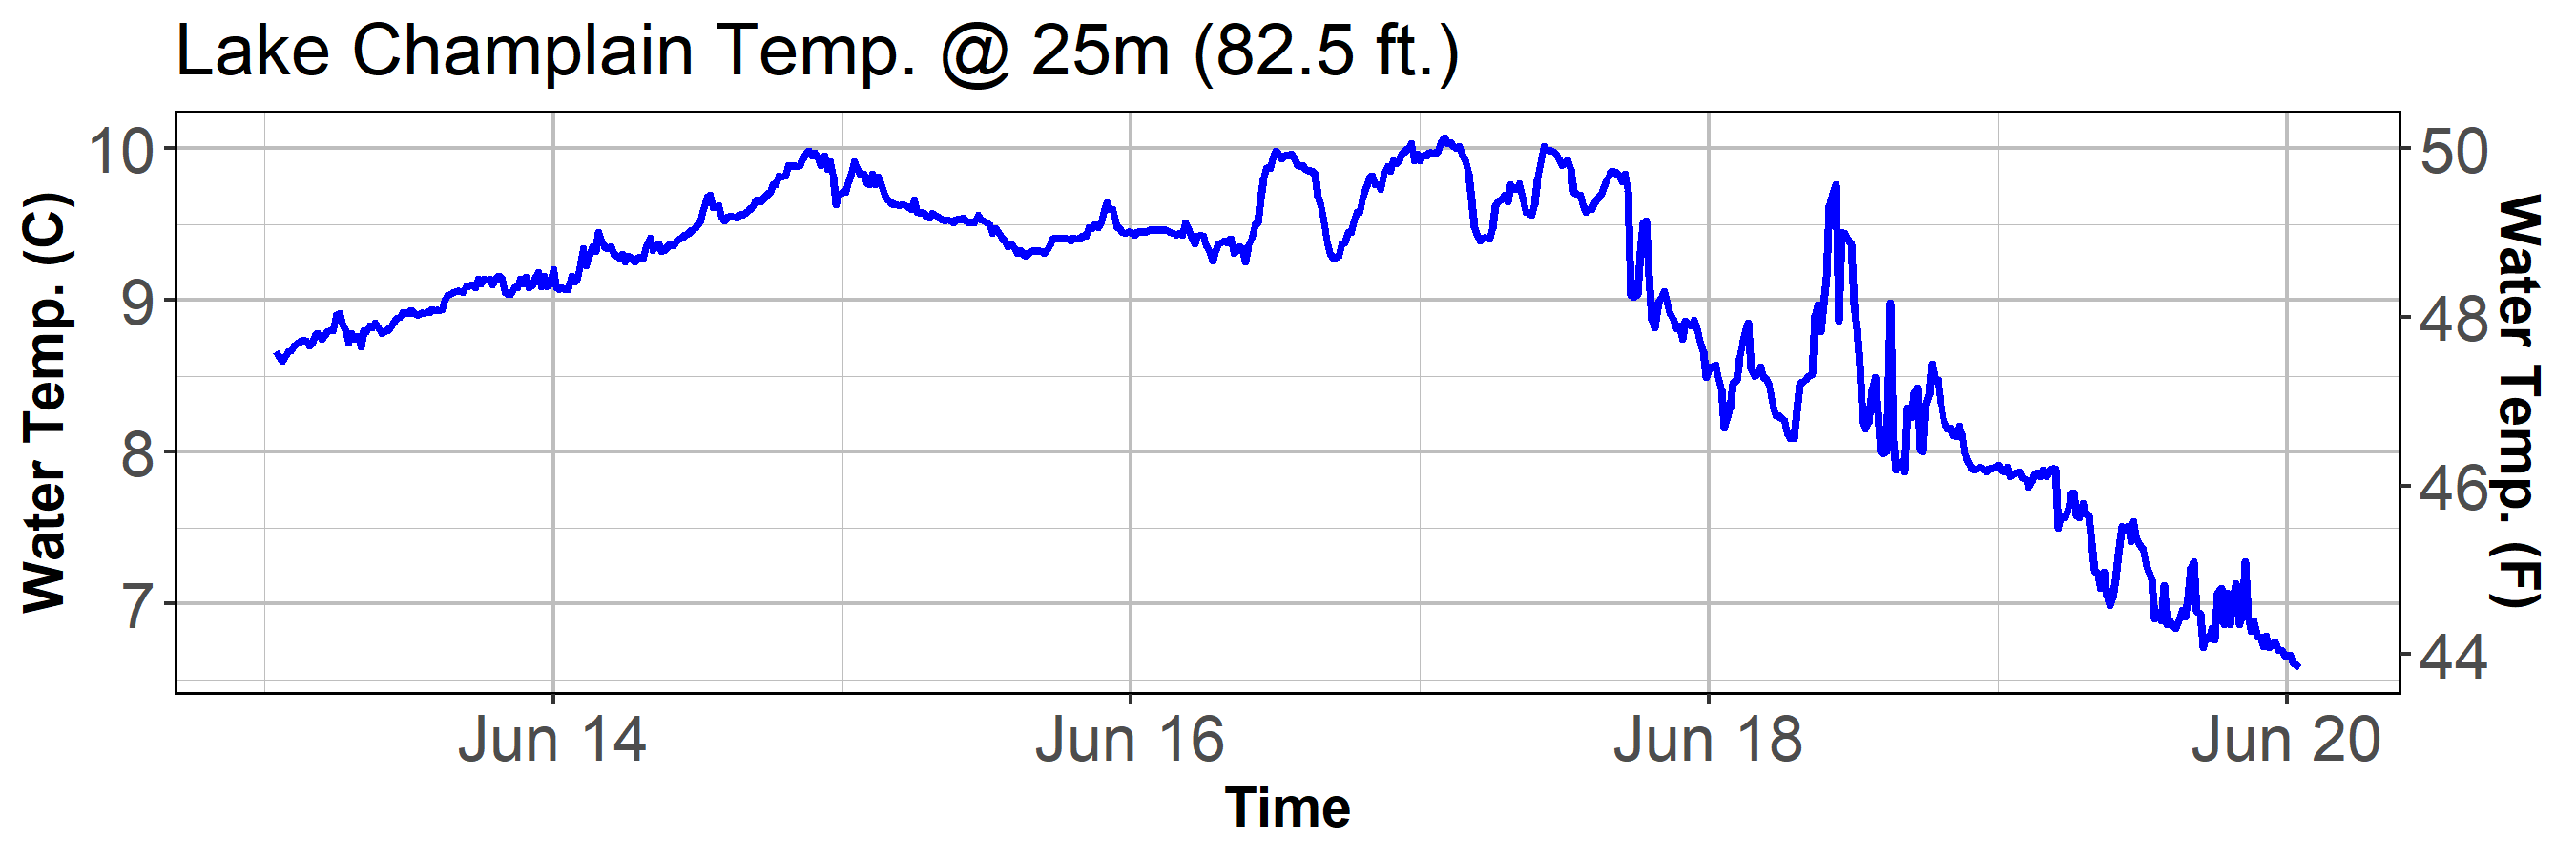 Lake Champlain Temp. @ 25m (82.5 ft.)
Water Temp. (C)
10
9
8
7
50
48
46
44
Water Temp. (F)
Jun 14
Jun 16
Jun 18
Jun 20
Time